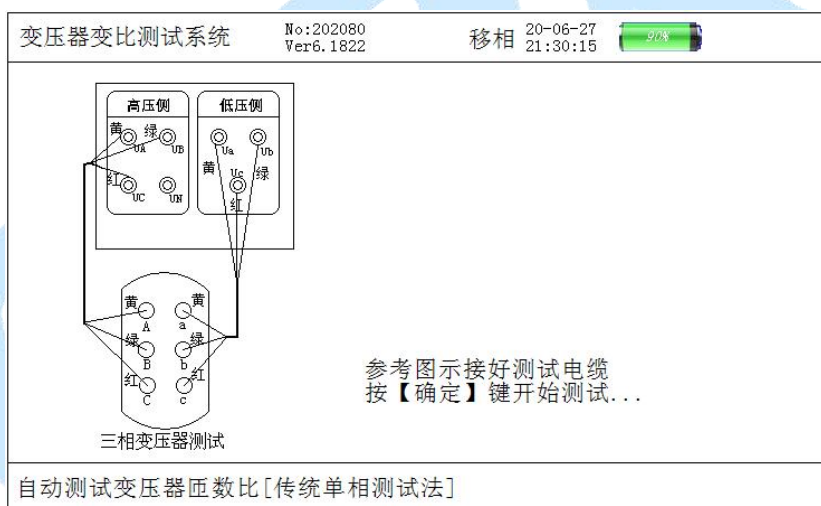 变压器变比测试系统
No:202080
Ver6.1822
移相
20-06-27
21:30:15
90%
高压侧
低压侧
黄 绿
UA UB
红
UC UN
Ua Ub
黄 Uc 绿
红
黄 黄
A a
绿 绿
B b
红 红
C c
三相变压器测试
参考图示接好测试电缆
按【确定】键开始测试...
自动测试变压器匝数比[传统单相测试法]